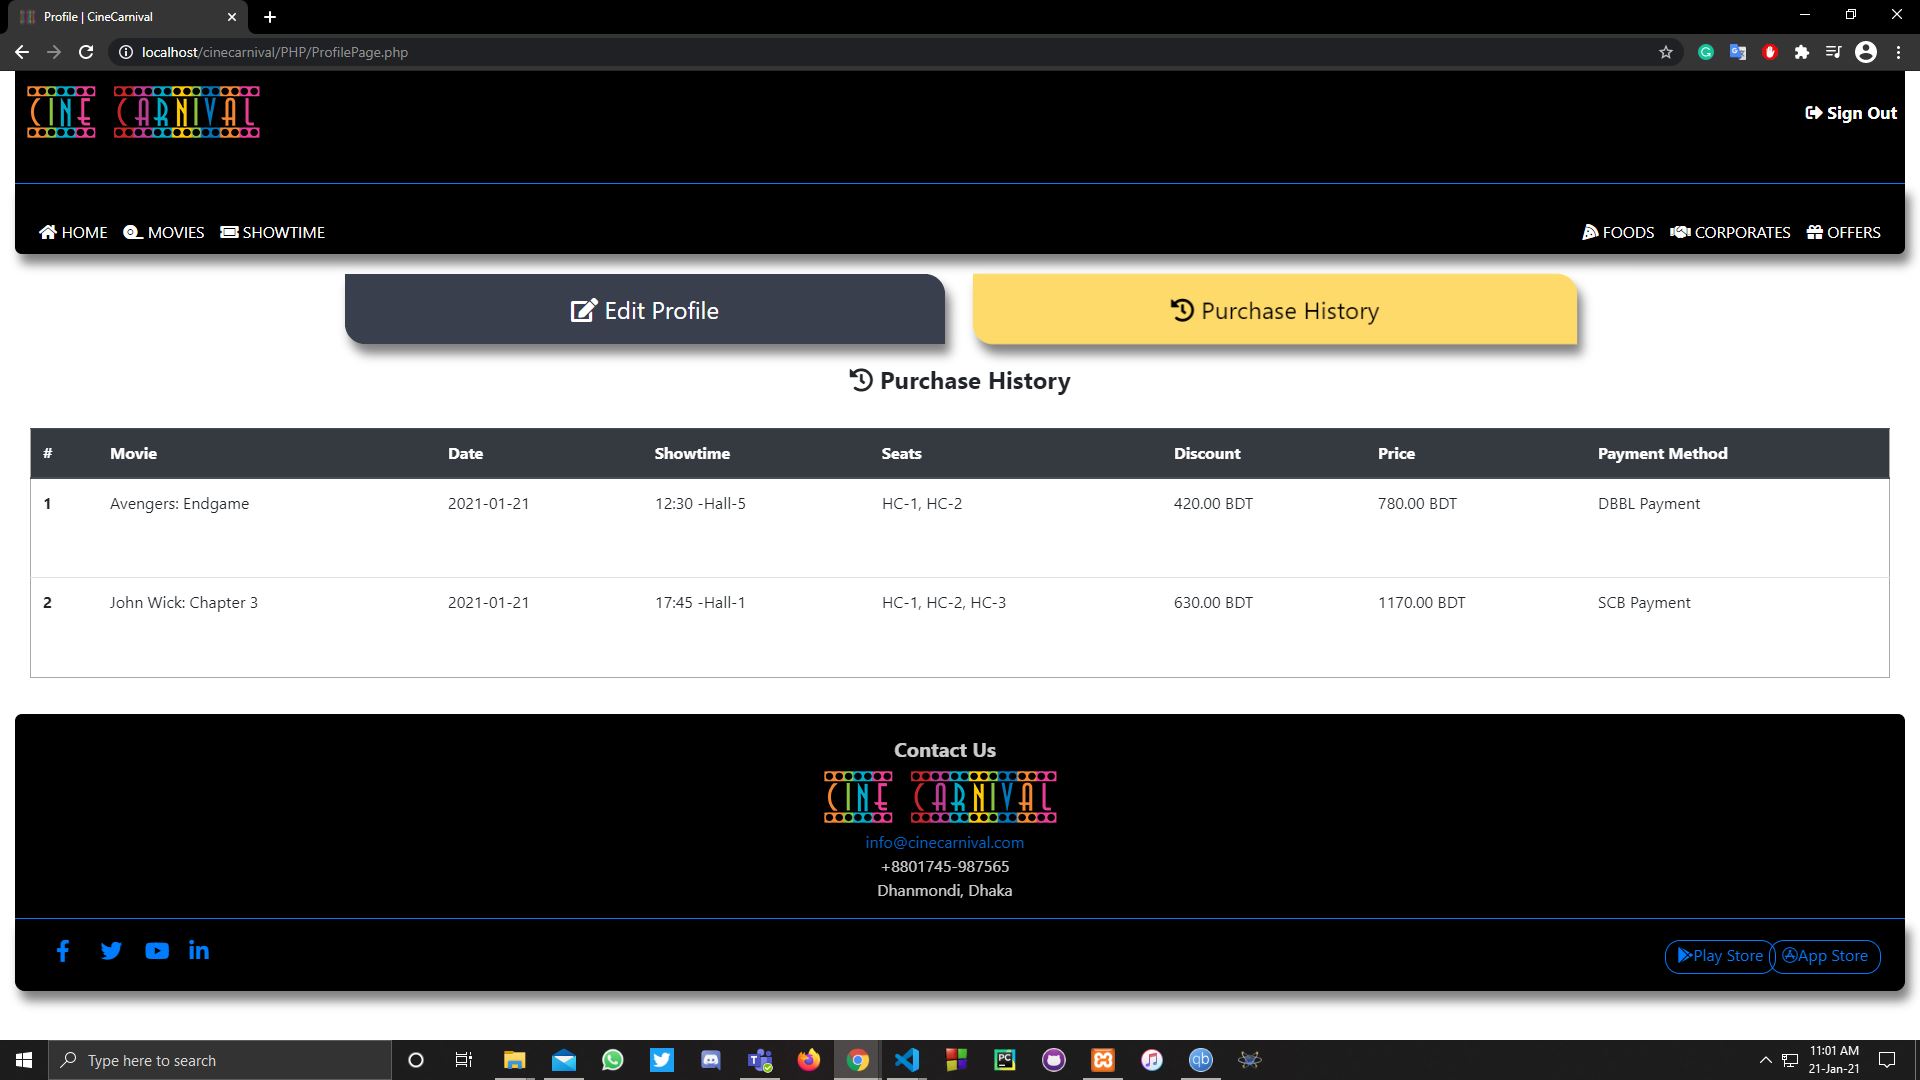 Profile | CineCarnival
localhost/cinecarnival/PHP/ProfilePage.php
CINE CARNIVAL
Sign Out
HOME MOVIES SHOWTIME FOODS CORPORATES OFFERS
Edit Profile Purchase History
Purchase History
# Movie Date Showtime Seats Discount Price Payment Method
1 Avengers: Endgame 2021-01-21 12:30 -Hall-5 HC-1, HC-2 420.00 BDT 780.00 BDT DBBL Payment
2 John Wick: Chapter 3 2021-01-21 17:45 -Hall-1 HC-1, HC-2, HC-3 630.00 BDT 1170.00 BDT SCB Payment
Contact Us
CINE CARNIVAL
info@cinecarnival.com
+8801745-987565
Dhanmondi, Dhaka
Play Store App Store
Type here to search
11:01 AM
21-Jan-21